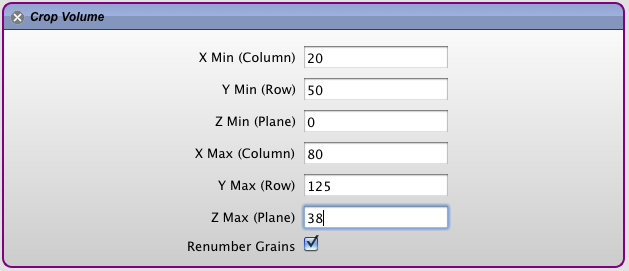 Crop Volume
X Min (Column) 20
Y Min (Row) 50
Z Min (Plane) 0
X Max (Column) 80
Y Max (Row) 125
Z Max (Plane) 38
Renumber Grains